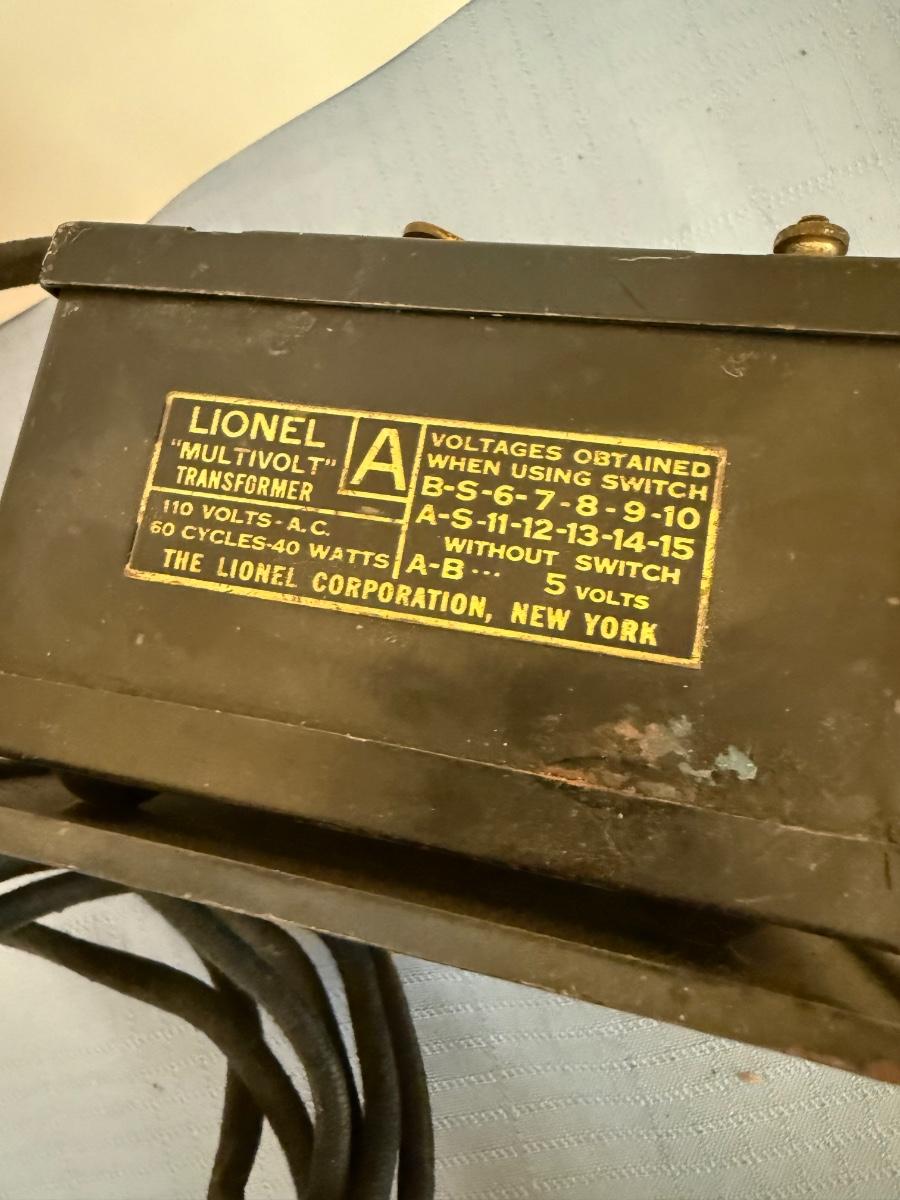 LIONEL
"MULTIVOLT"
TRANSFORMER
A
110 VOLTS-A.C.
60 CYCLES-40 WATTS
VOLTAGES OBTAINED
WHEN USING SWITCH
B-S-6-7-8-9-10
A-S-11-12-13-14-15
WITHOUT SWITCH
A-B... 5 VOLTS
THE LIONEL CORPORATION, NEW YORK